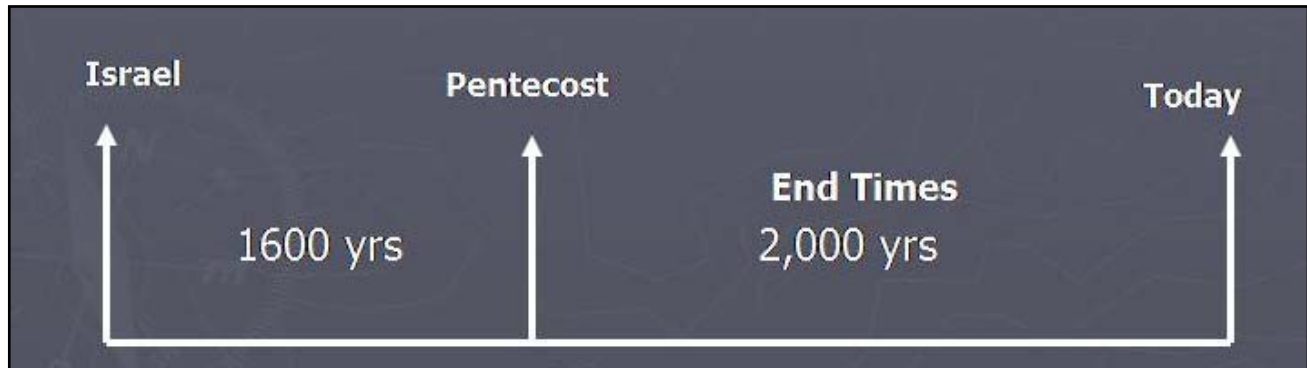 Israel
Pentecost
Today
End Times
1600 yrs
2,000 yrs